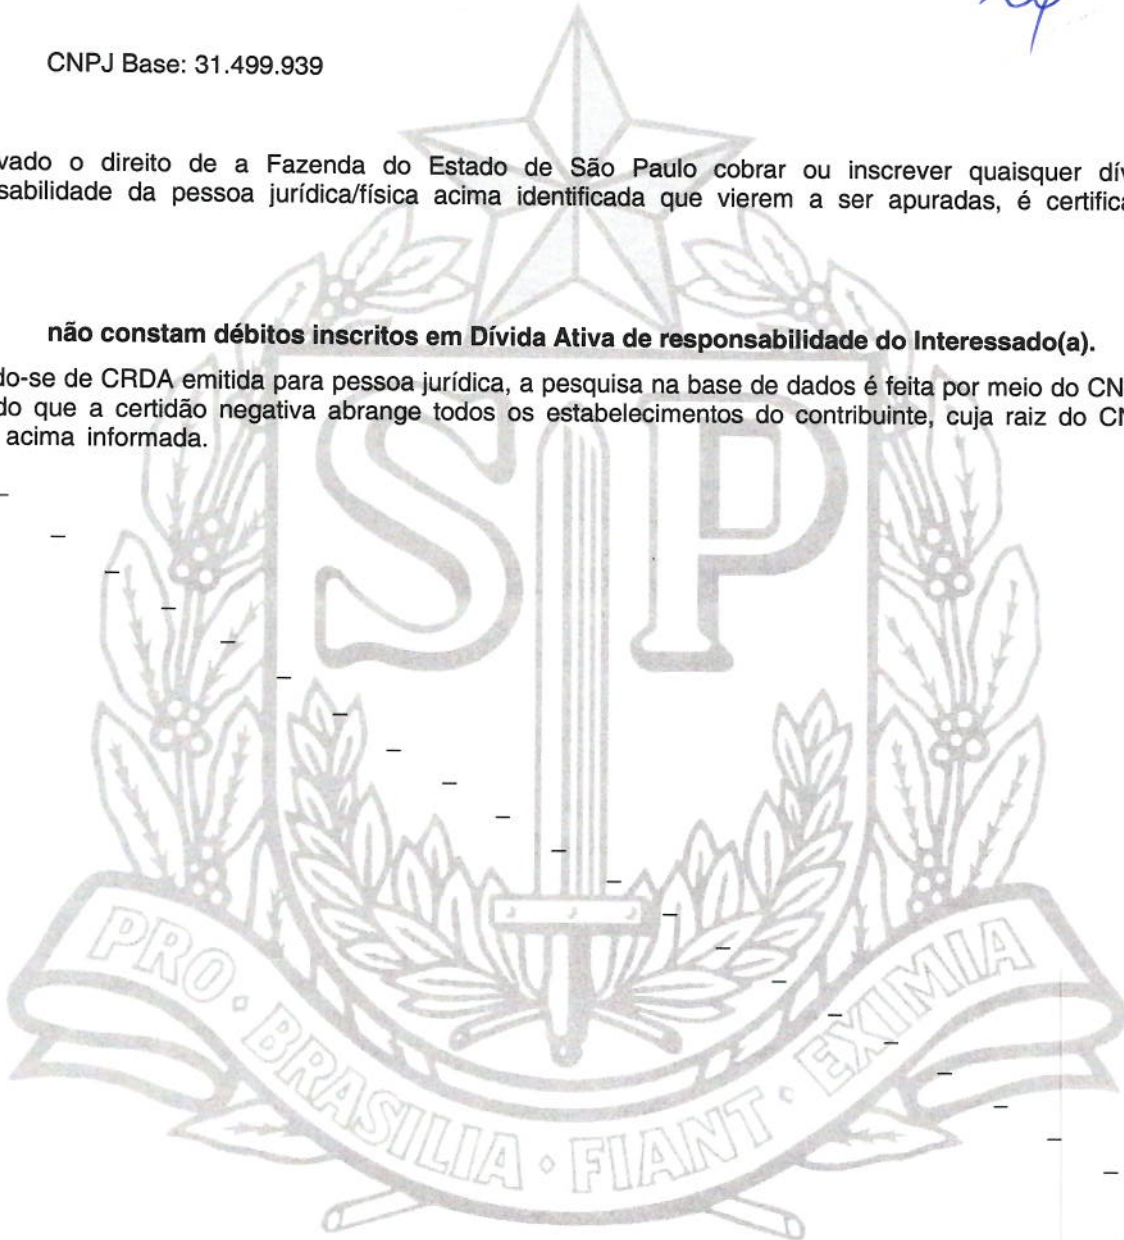 CNPJ Base: 31.499.939
vado o direito de a Fazenda do Estado de São Paulo cobrar ou inscrever quaisquer dív
sabilidade da pessoa jurídica/física acima identificada que vierem a ser apuradas, é certifica
não constam débitos inscritos em Dívida Ativa de responsabilidade do Interessado(a).
do-se de CRDA emitida para pessoa jurídica, a pesquisa na base de dados é feita por meio do CN
do que a certidão negativa abrange todos os estabelecimentos do contribuinte, cuja raiz do CN
acima informada.
SP
PRO · BRASILIA · FIANT · EXIMIA